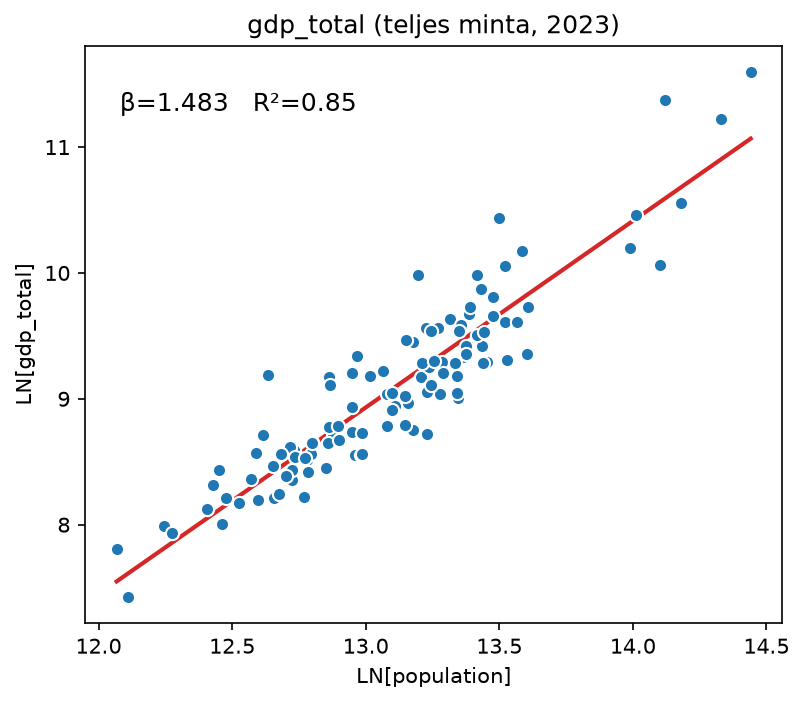 gdp_total (teljes minta, 2023)
β=1.483 R²=0.85
LN[gdp_total]
11
10
9
8
12.0 12.5 13.0 13.5 14.0 14.5
LN[population]